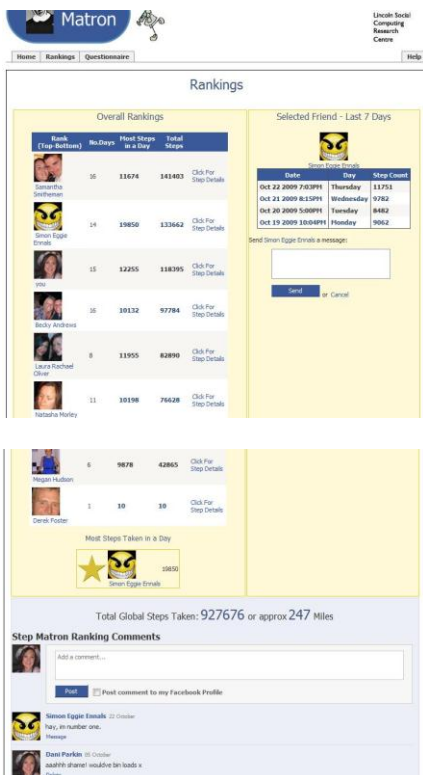 Matron
Lincoln Social
Computing
Research
Centre
Home Rankings Questionnaire Help
Rankings
Overall Rankings
Rank
(Top-Bottom) No.Days Most Steps
in a Day Total
Steps
Samantha
Smitheman
16 11674 141403 Click For
Step Details
Simon Eggie
Ennals
14 19850 133662 Click For
Step Details
you
15 12255 118395 Click For
Step Details
Becky Andrews
16 10132 97784 Click For
Step Details
Laura Rachael
Oliver
8 11955 82890 Click For
Step Details
Natasha Morley
11 10198 76628 Click For
Step Details
Selected Friend - Last 7 Days
Simon Eggie Ennals
Date Day Step Count
Oct 22 2009 7:03PM Thursday 11751
Oct 21 2009 8:15PM Wednesday 9782
Oct 20 2009 5:00PM Tuesday 8482
Oct 19 2009 10:04PM Monday 9062
Send Simon Eggie Ennals a message:
Send or Cancel
Megan Hudson
6 9878 42865 Click For
Step Details
Derek Foster
1 10 10 Click For
Step Details
Most Steps Taken in a Day
19850
Simon Eggie Ennals
Total Global Steps Taken: 927676 or approx 247 Miles
Step Matron Ranking Comments
Add a comment...
Post Post comment to my Facebook Profile
Simon Eggie Ennals 22 October
hay, im number one.
Message
Dani Parkin October
aaahhh shame! wouldve bin loads x